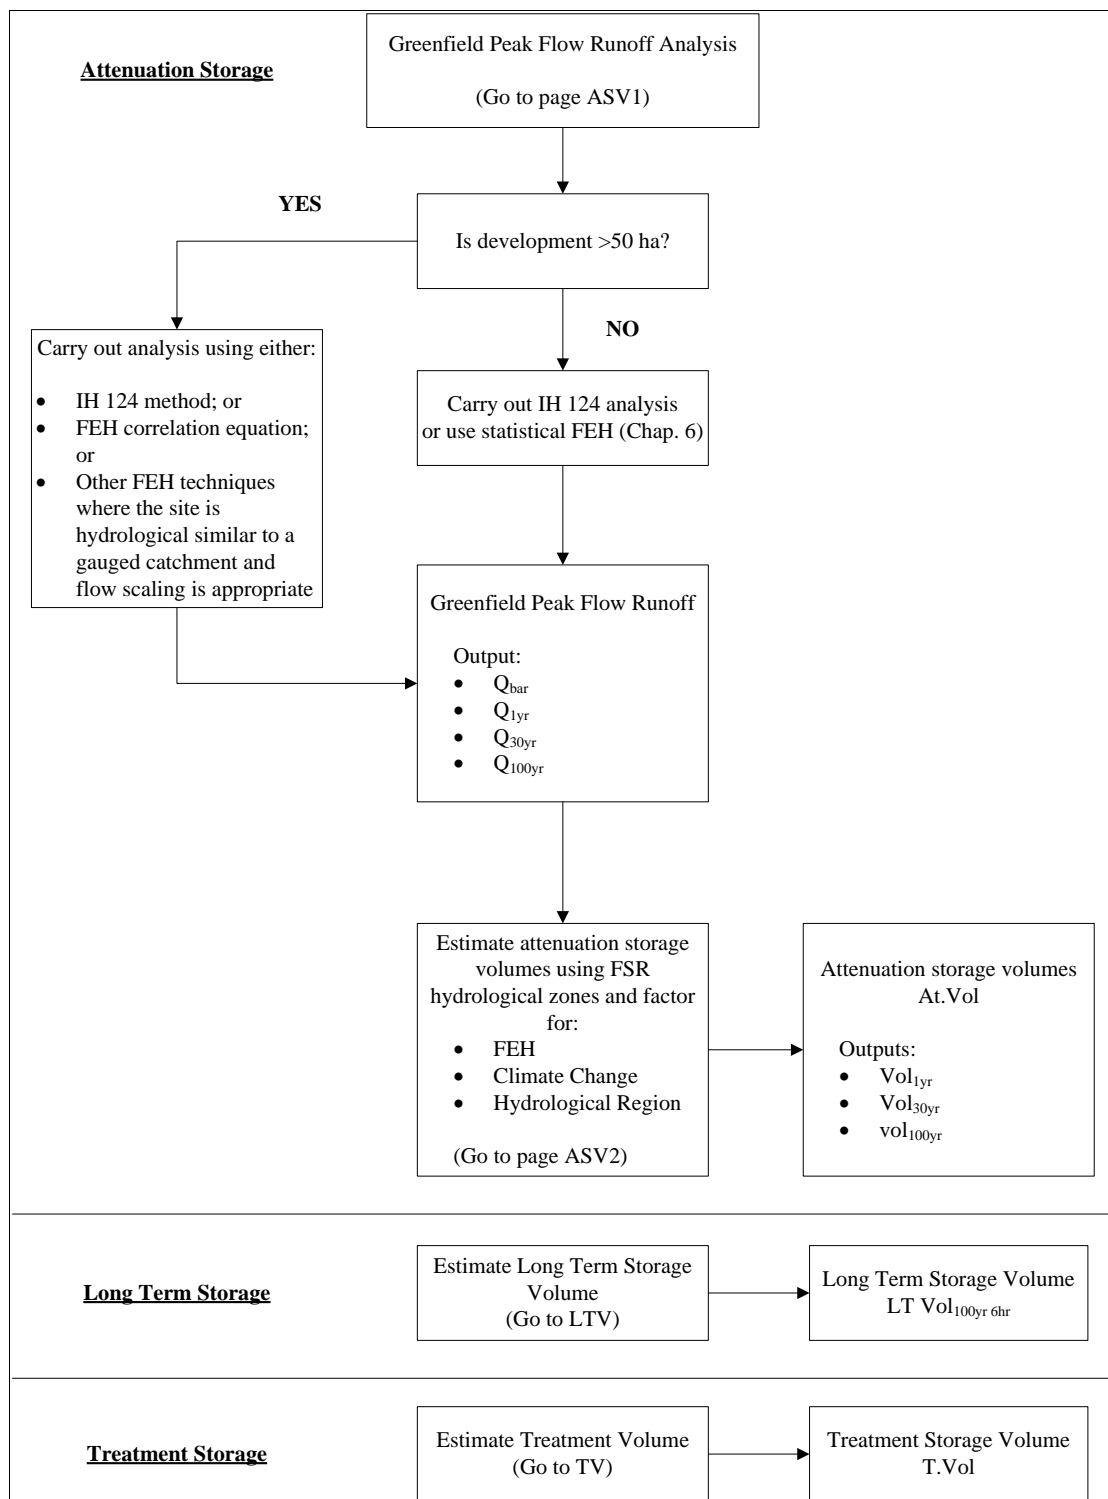 Attenuation Storage
Greenfield Peak Flow Runoff Analysis
(Go to page ASV1)
YES
Is development >50 ha?
NO
Carry out analysis using either:
• IH 124 method; or
• FEH correlation equation;
or
• Other FEH techniques
where the site is
hydrological similar to a
gauged catchment and
flow scaling is appropriate
Carry out IH 124 analysis
or use statistical FEH (Chap. 6)
Greenfield Peak Flow Runoff
Output:
• Qbar
• Q1yr
• Q30yr
• Q100yr
Estimate attenuation storage
volumes using FSR
hydrological zones and factor
for:
• FEH
• Climate Change
• Hydrological Region
(Go to page ASV2)
Attenuation storage volumes
At.Vol
Outputs:
• Vol1yr
• Vol30yr
• vol100yr
Long Term Storage
Estimate Long Term Storage
Volume
(Go to LTV)
Long Term Storage Volume
LT Vol100yr 6hr
Treatment Storage
Estimate Treatment Volume
(Go to TV)
Treatment Storage Volume
T.Vol